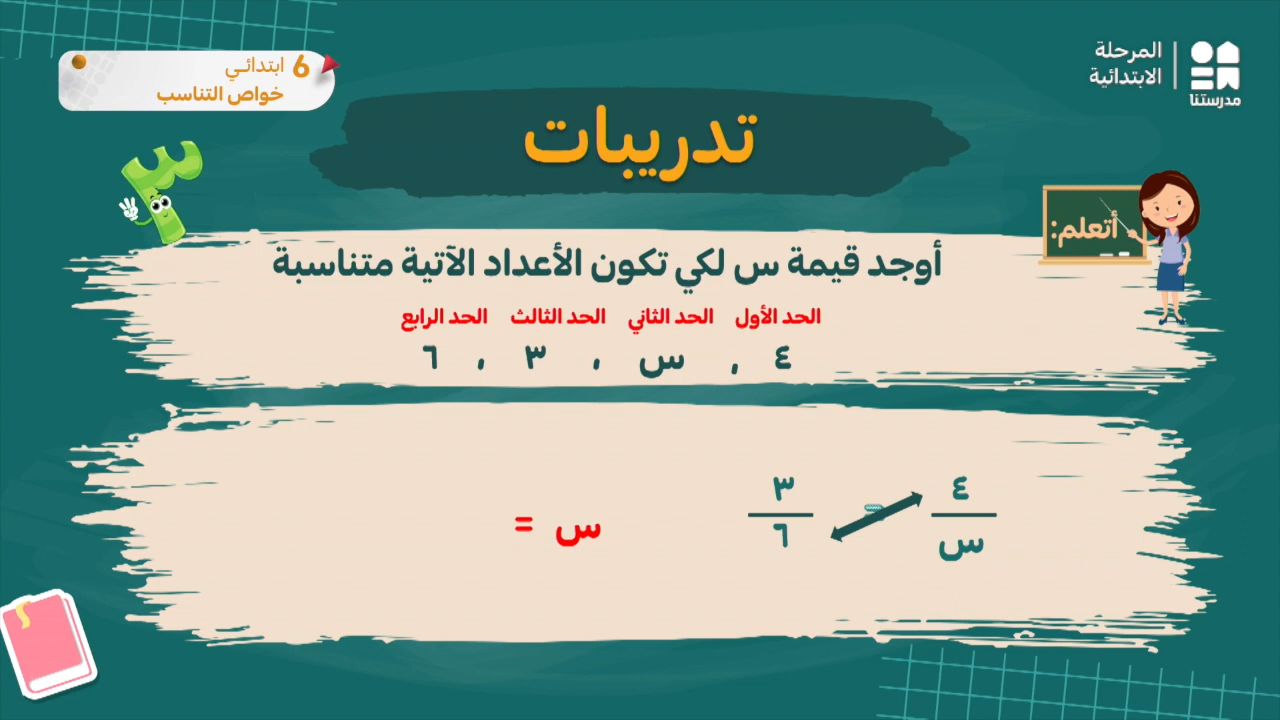 المرحلة
الابتدائية
مدرستنا
6 ابتدائي
خواص التناسب
تدريبات
أتعلم:
أوجد قيمة س لكي تكون الأعداد الآتية متناسبة
الحد الأول الحد الثاني الحد الثالث الحد الرابع
٤ , س ، ٣ ، ٦
٤ ٣
= س =
س ٦